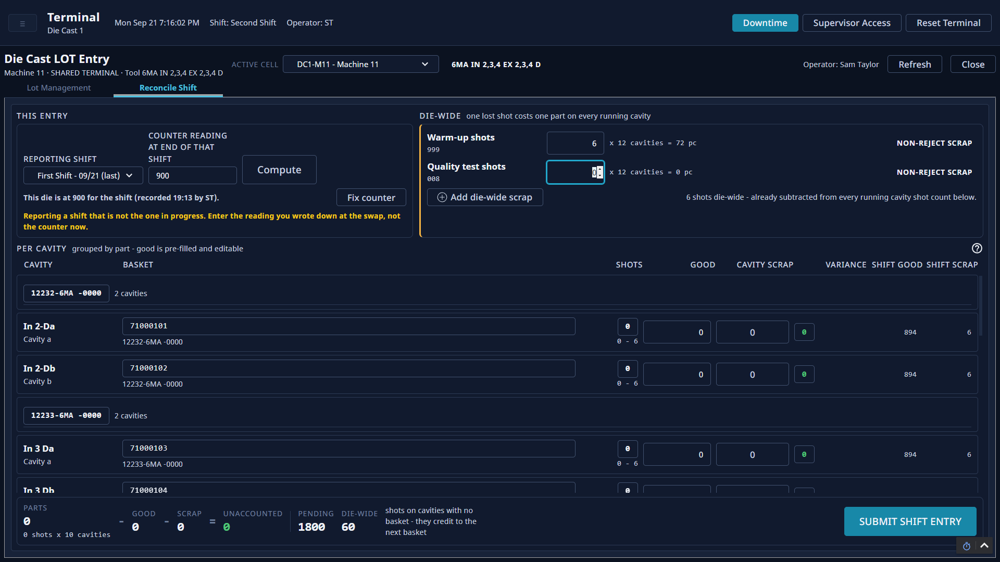 Terminal
Die Cast 1
Mon Sep 21 7:16:02 PM
Shift: Second Shift
Operator: ST
Downtime
Supervisor Access
Reset Terminal
Die Cast LOT Entry
Machine 11 · SHARED TERMINAL · Tool 6MA IN 2,3,4 EX 2,3,4 D
ACTIVE CELL
DC1-M11 - Machine 11
6MA IN 2,3,4 EX 2,3,4 D
Operator: Sam Taylor
Refresh
Close
Lot Management
Reconcile Shift
THIS ENTRY
REPORTING SHIFT
First Shift - 09/21 (last)
COUNTER READING
AT END OF THAT
SHIFT
900
Compute
This die is at 900 for the shift (recorded 19:13 by ST).
Fix counter
Reporting a shift that is not the one in progress. Enter the reading you wrote down at the swap, not
the counter now.
DIE-WIDE one lost shot costs one part on every running cavity
Warm-up shots
999
6
x 12 cavities = 72 pc
NON-REJECT SCRAP
Quality test shots
008
0
x 12 cavities = 0 pc
NON-REJECT SCRAP
Add die-wide scrap
6 shots die-wide - already subtracted from every running cavity shot count below.
PER CAVITY grouped by part - good is pre-filled and editable
?
CAVITY BASKET SHOTS GOOD CAVITY SCRAP VARIANCE SHIFT GOOD SHIFT SCRAP
12232-6MA -0000 2 cavities
In 2-Da
Cavity a
71000101
12232-6MA -0000
0
0 - 6
0
0
0
894
6
In 2-Db
Cavity b
71000102
12232-6MA -0000
0
0 - 6
0
0
0
894
6
12233-6MA -0000 2 cavities
In 3 Da
Cavity a
71000103
12233-6MA -0000
0
0 - 6
0
0
0
894
6
In 3 Db
71000104
0
PARTS
0
0 shots x 10 cavities
-
GOOD
0
-
SCRAP
0
=
UNACCOUNTED
0
PENDING
1800
DIE-WIDE
60
shots on cavities with no
basket - they credit to the
next basket
SUBMIT SHIFT ENTRY